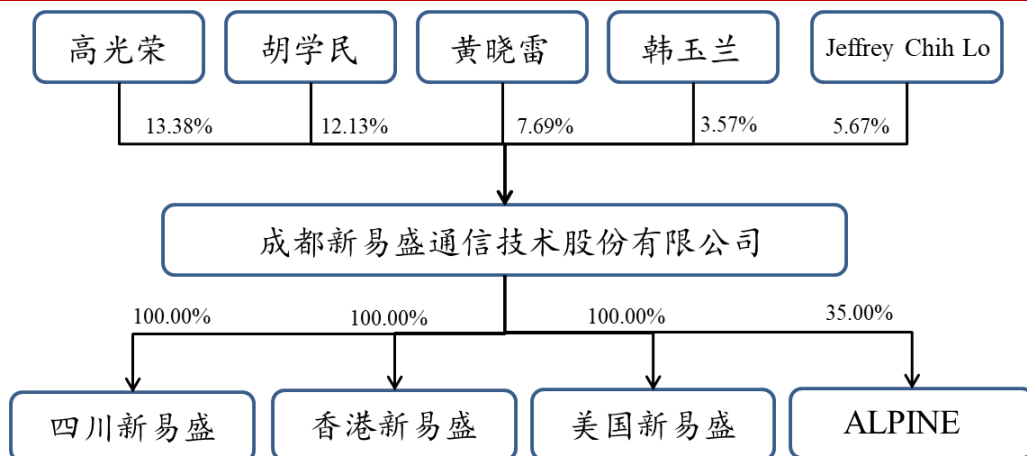 高光荣
胡学民
黄晓雷
韩玉兰
Jeffrey Chih Lo
13.38%
12.13%
7.69%
3.57%
5.67%
成都新易盛通信技术股份有限公司
100.00%
100.00%
100.00%
35.00%
四川新易盛
香港新易盛
美国新易盛
ALPINE